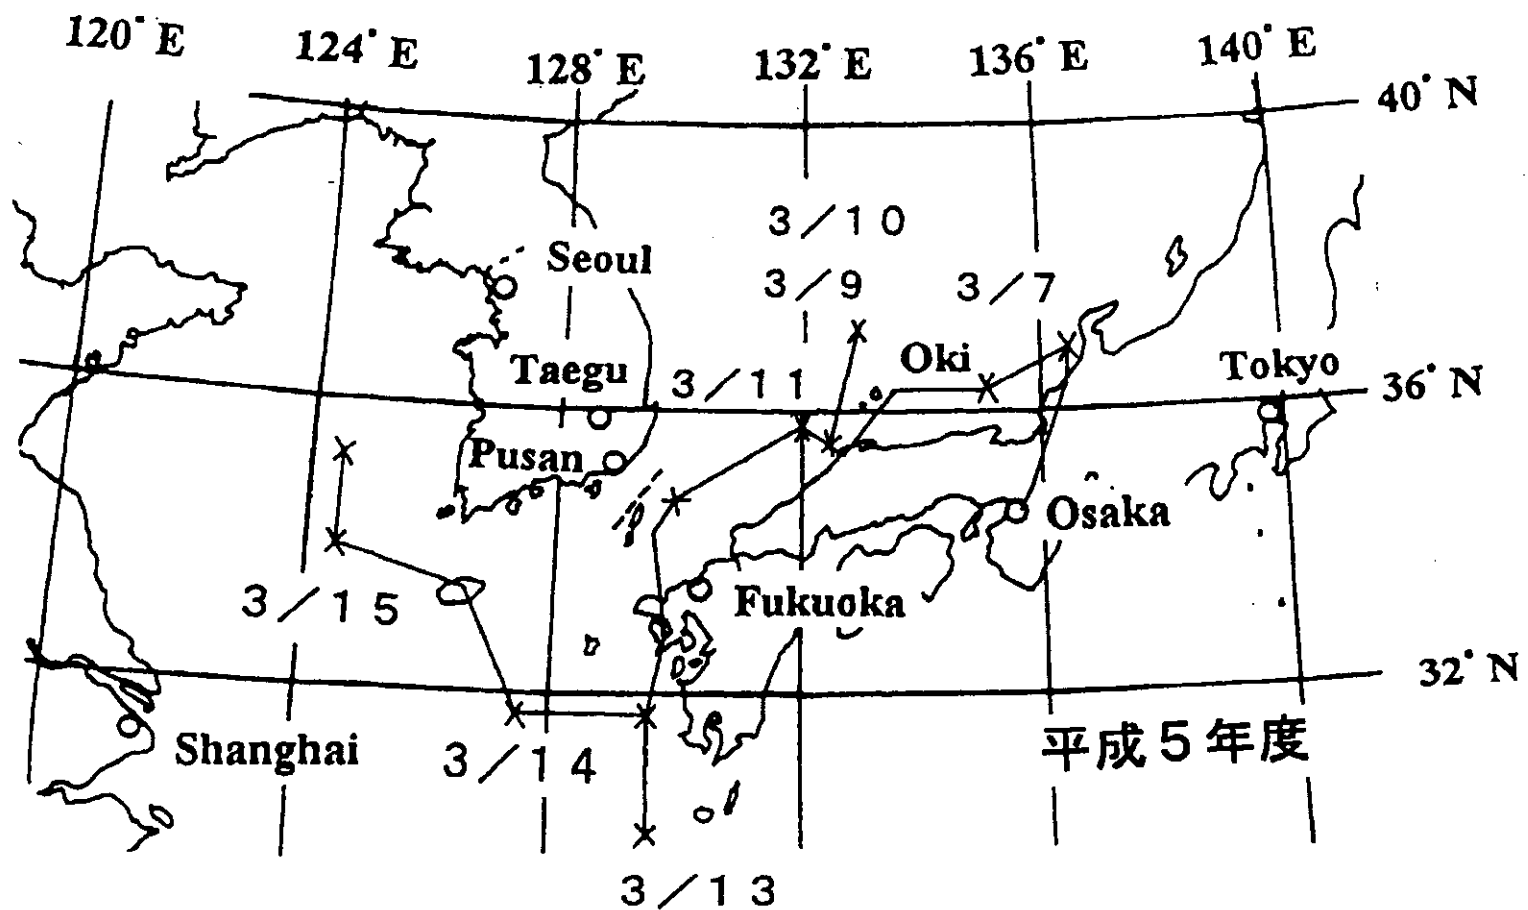 120° E
124° E
128° E
132° E
136° E
140° E
40° N
3/10
Seoul
3/9
3/7
Taegu
3/11
Oki
Tokyo
36° N
Pusan
Osaka
3/15
Fukuoka
32° N
Shanghai
3/14
平成5年度
3/13